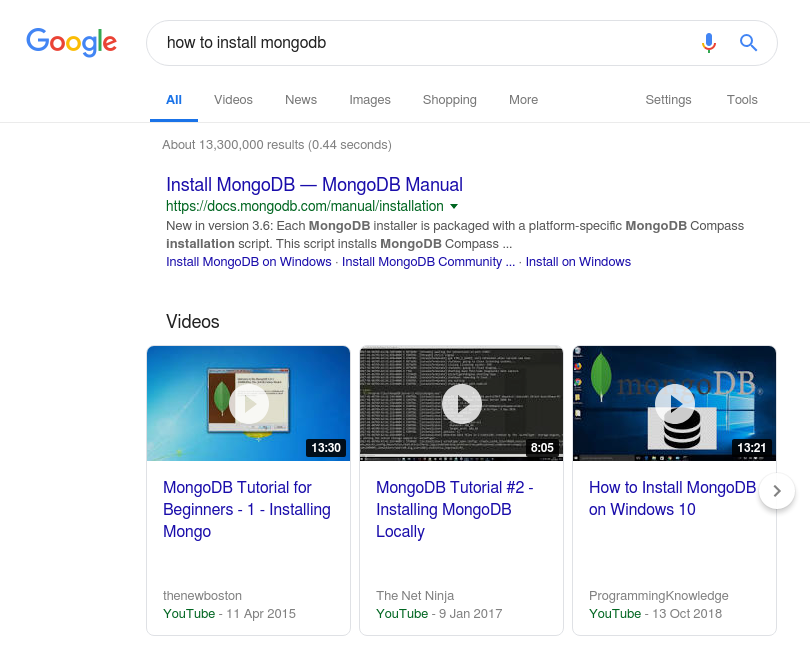 Google
how to install mongodb
All Videos News Images Shopping More Settings Tools
About 13,300,000 results (0.44 seconds)
Install MongoDB — MongoDB Manual
https://docs.mongodb.com/manual/installation
New in version 3.6: Each MongoDB installer is packaged with a platform-specific MongoDB Compass
installation script. This script installs MongoDB Compass ...
Install MongoDB on Windows · Install MongoDB Community ... · Install on Windows
Videos
13:30
MongoDB Tutorial for
Beginners - 1 - Installing
Mongo
thenewboston
YouTube - 11 Apr 2015
8:05
MongoDB Tutorial #2 -
Installing MongoDB
Locally
The Net Ninja
YouTube - 9 Jan 2017
mongoDB
13:21
How to Install MongoDB
on Windows 10
ProgrammingKnowledge
YouTube - 13 Oct 2018